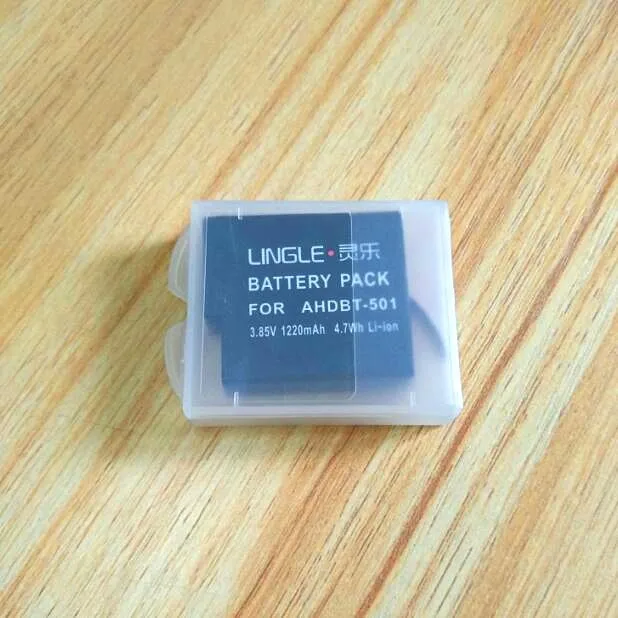 LINGLE·灵乐
BATTERY PACK
FOR AHDBT-501
3.85V 1220mAh 4.7Wh Li-ion